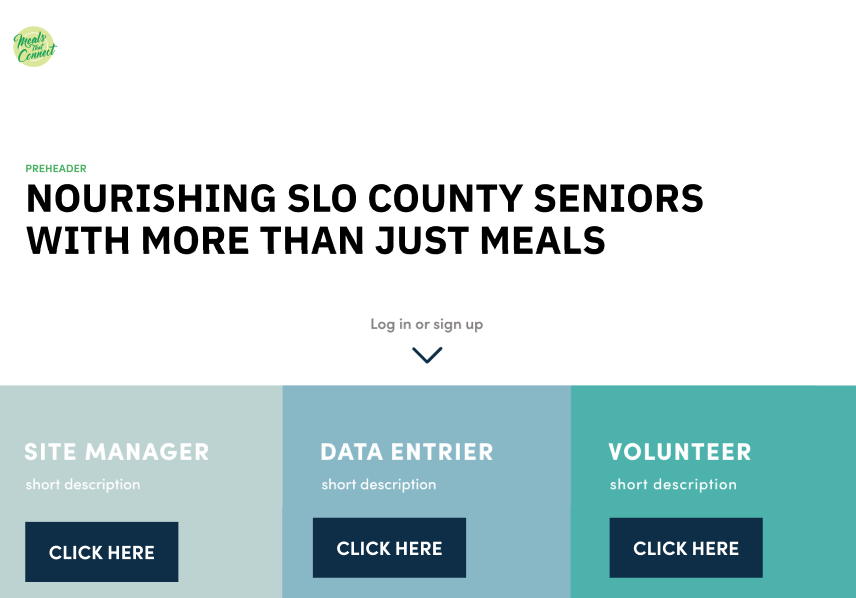 Meals
That
Connect
PREHEADER
NOURISHING SLO COUNTY SENIORS
WITH MORE THAN JUST MEALS
Log in or sign up
SITE MANAGER
short description
CLICK HERE
DATA ENTRIER
short description
CLICK HERE
VOLUNTEER
short description
CLICK HERE